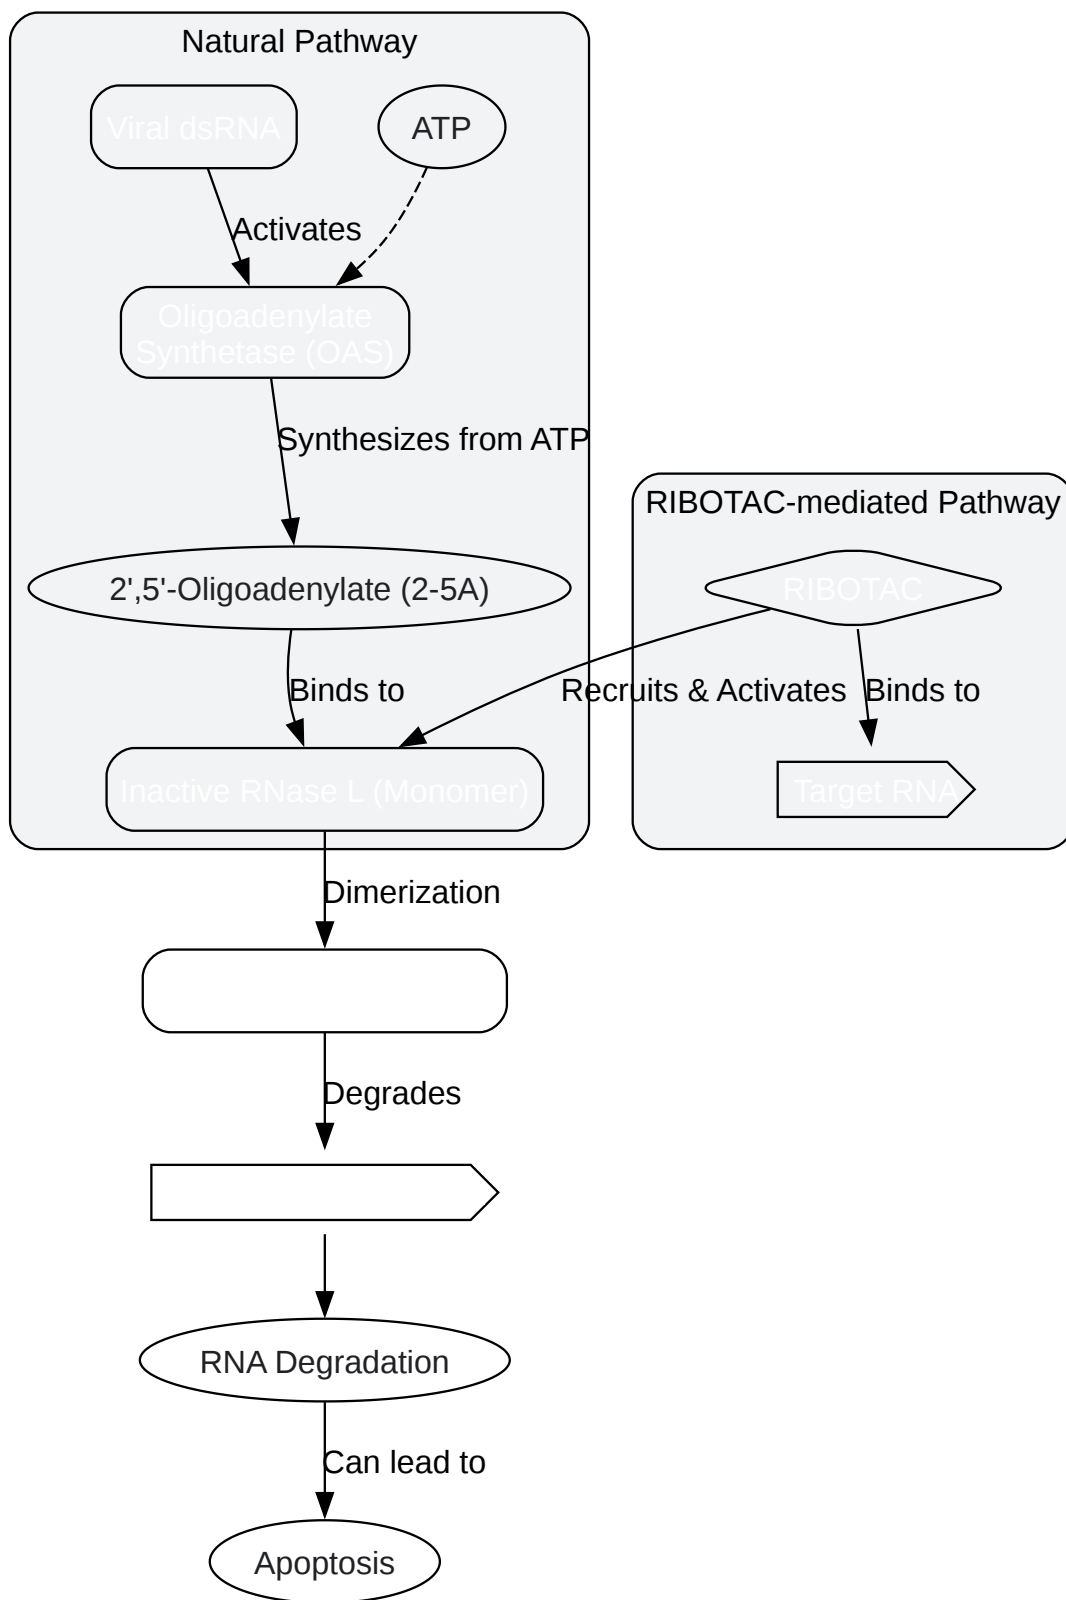 Natural Pathway
Viral dsRNA
ATP
Activates
Oligoadenylate
Synthetase (OAS)
Synthesizes from ATP
RIBOTAC-mediated Pathway
2',5'-Oligoadenylate (2-5A)
RIBOTAC
Binds to
Recruits & Activates
Binds to
Inactive RNase L (Monomer)
Target RNA
Dimerization
Degrades
RNA Degradation
Can lead to
Apoptosis